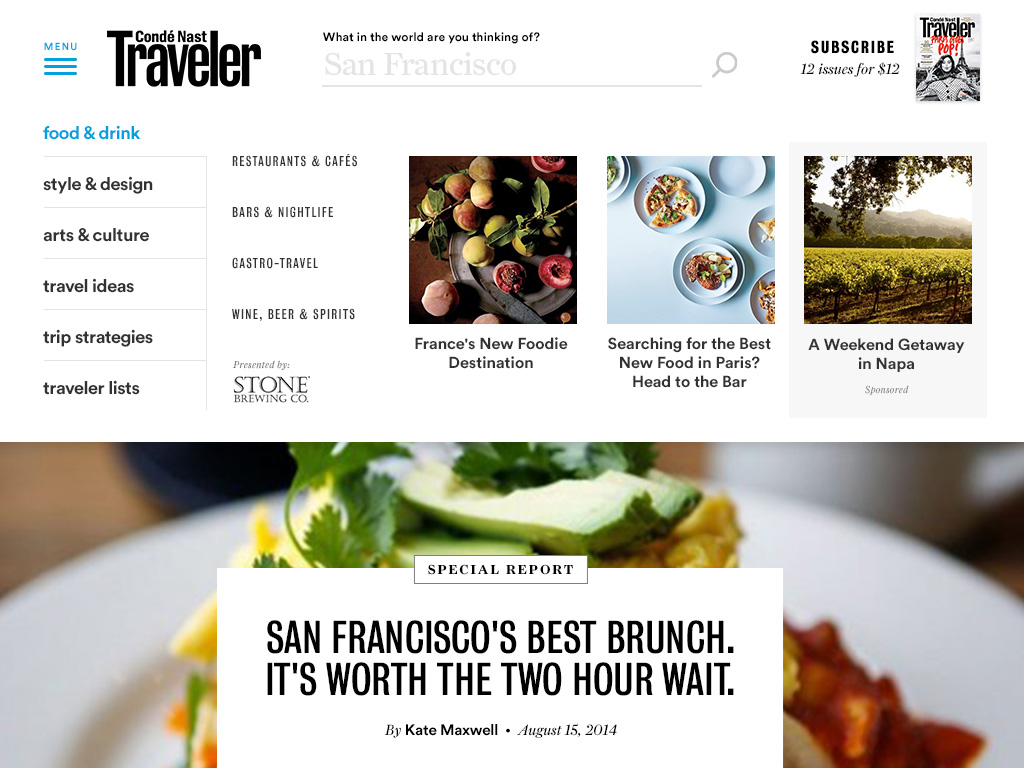 MENU
Condé Nast
Traveler
What in the world are you thinking of?
San Francisco
SUBSCRIBE
12 issues for $12
Condé Nast
Traveler
POP!
food & drink
style & design
arts & culture
travel ideas
trip strategies
traveler lists
RESTAURANTS & CAFÉS
BARS & NIGHTLIFE
GASTRO-TRAVEL
WINE, BEER & SPIRITS
Presented by:
STONE
BREWING CO.
France's New Foodie
Destination
Searching for the Best
New Food in Paris?
Head to the Bar
A Weekend Getaway
in Napa
Sponsored
SPECIAL REPORT
SAN FRANCISCO'S BEST BRUNCH.
IT'S WORTH THE TWO HOUR WAIT.
By Kate Maxwell • August 15, 2014